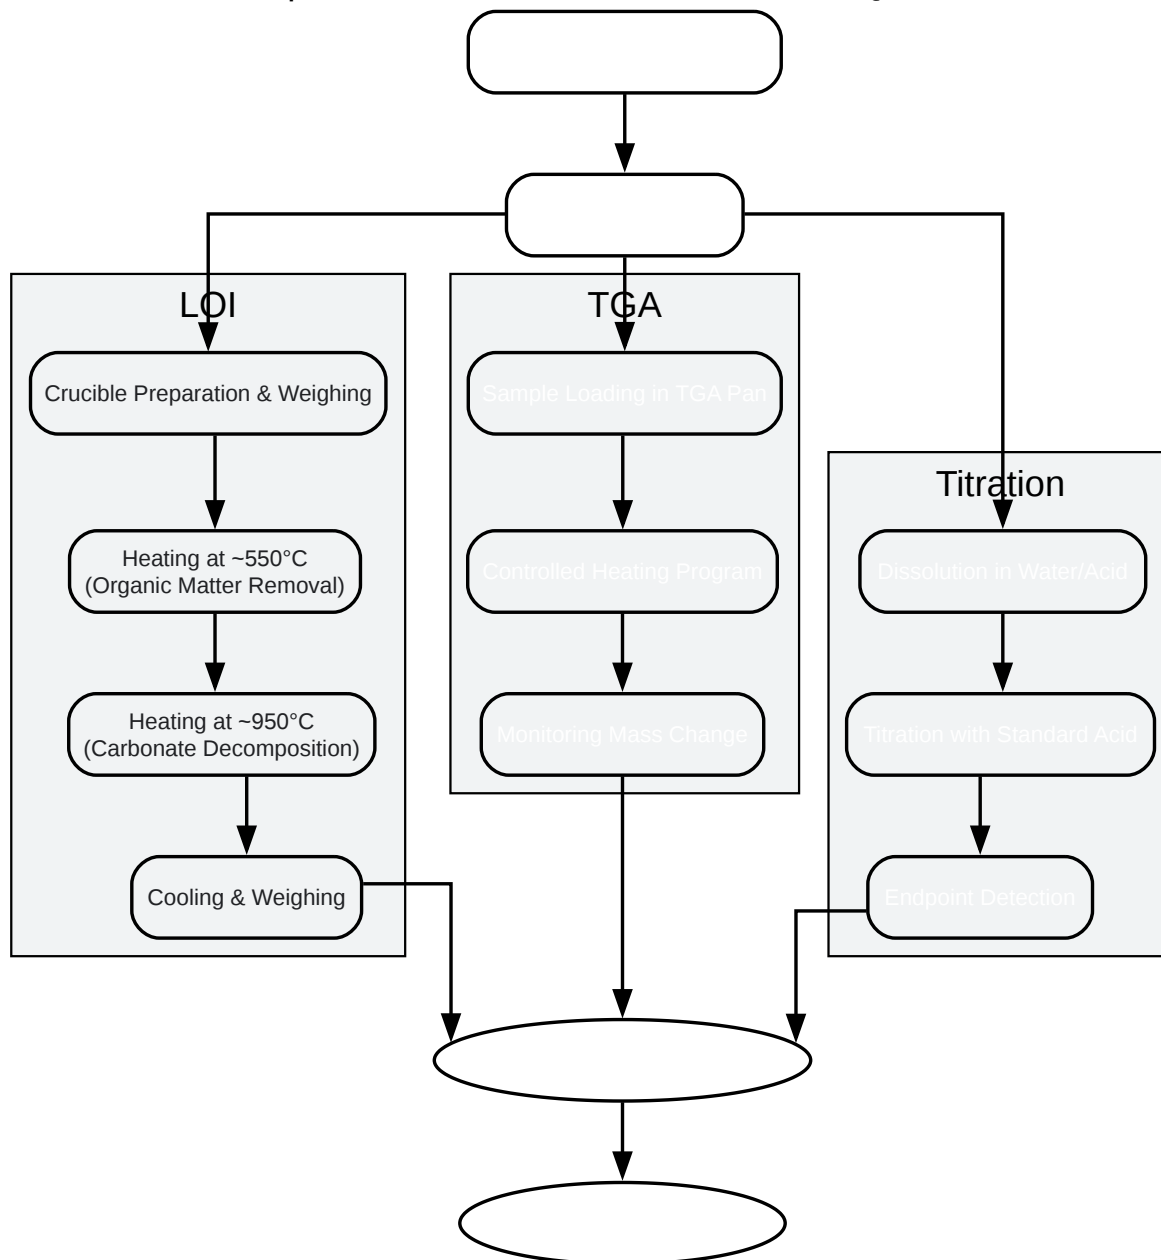 LOI
Crucible Preparation & Weighing
Heating at ~550°C
(Organic Matter Removal)
Heating at ~950°C
(Carbonate Decomposition)
Cooling & Weighing
TGA
Sample Loading in TGA Pan
Controlled Heating Program
Monitoring Mass Change
Titration
Dissolution in Water/Acid
Titration with Standard Acid
Endpoint Detection